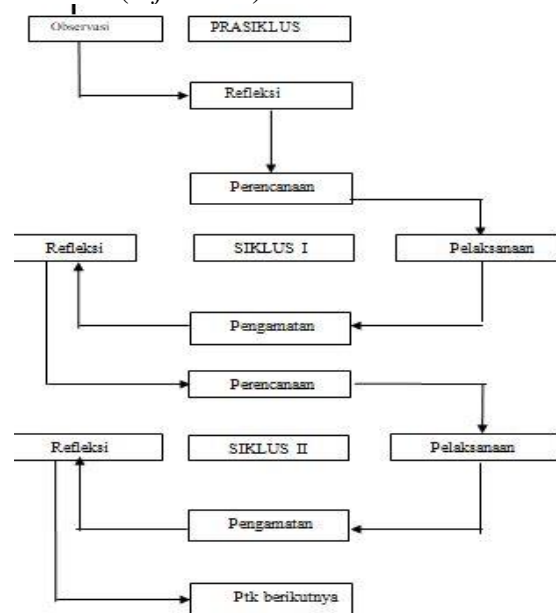 Observasi PRASIKLUS
Refleksi
Perencanaan
Refleksi SIKLUS I Pelaksanaan
Pengamatan
Perencanaan
Refleksi SIKLUS II Pelaksanaan
Pengamatan
Ptk berikutnya